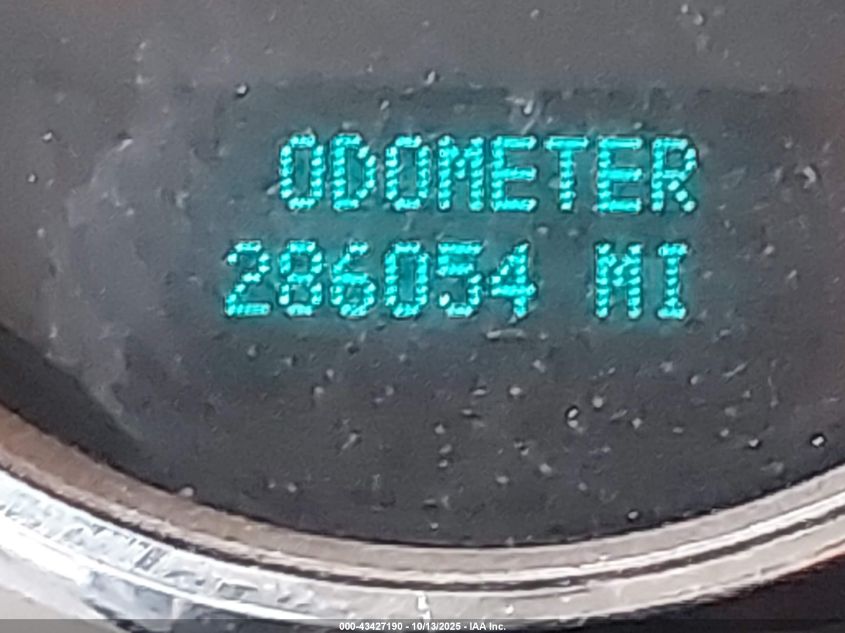 ODOMETER
286054 MI
000-43427190 - 10/13/2025 - IAA Inc.